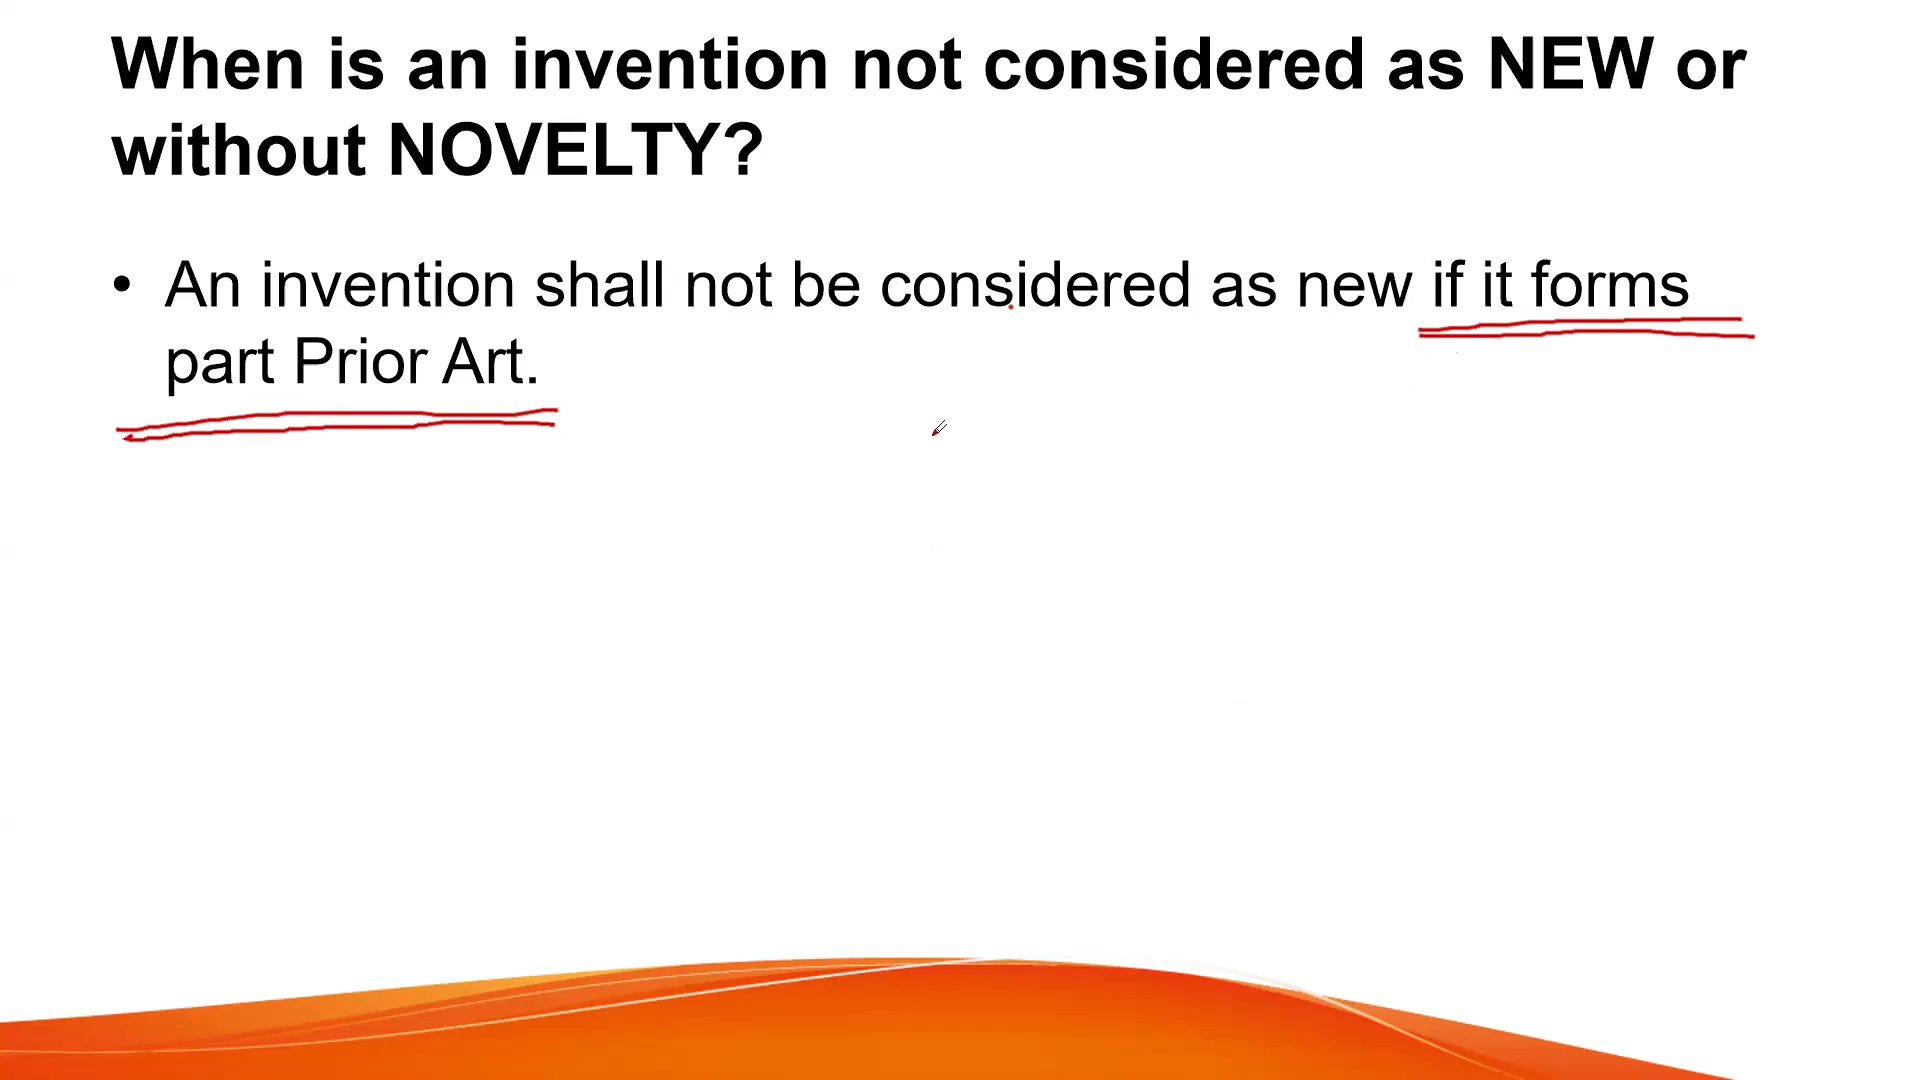 When is an invention not considered as NEW or
without NOVELTY?
• An invention shall not be considered as new if it forms
part Prior Art.